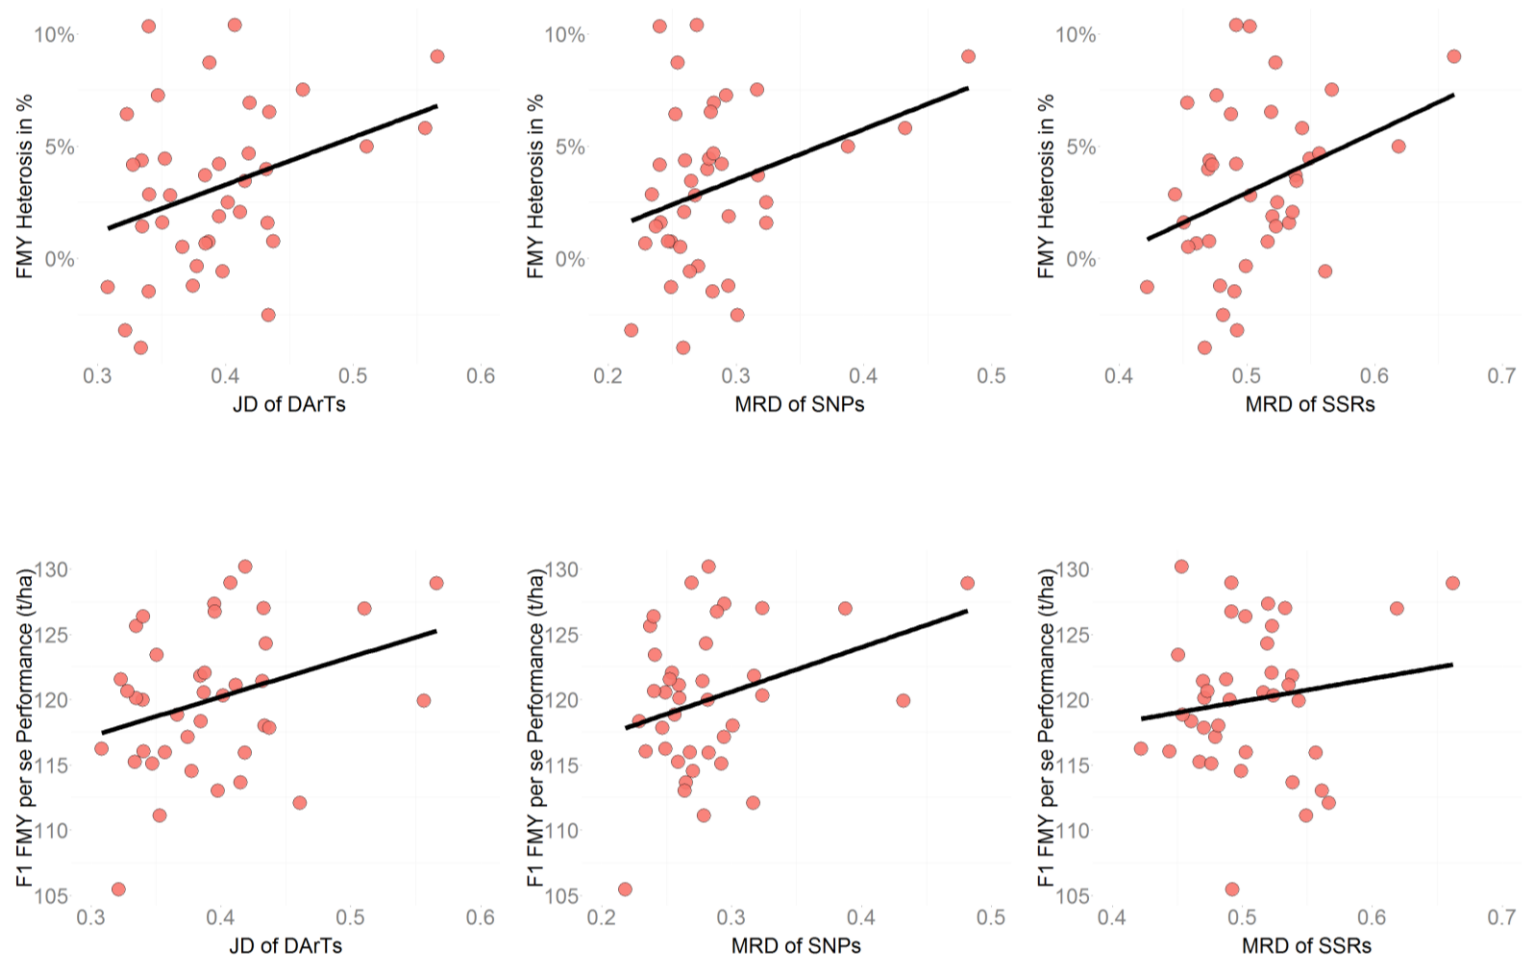 FMY Heterosis in %
10%
5%
0%
0.3 0.4 0.5 0.6
JD of DArTs
FMY Heterosis in %
10%
5%
0%
0.2 0.3 0.4 0.5
MRD of SNPs
FMY Heterosis in %
10%
5%
0%
0.4 0.5 0.6 0.7
MRD of SSRs
F1 FMY per se Performance (t/ha)
130
125
120
115
110
105
0.3 0.4 0.5 0.6
JD of DArTs
F1 FMY per se Performance (t/ha)
130
125
120
115
110
105
0.2 0.3 0.4 0.5
MRD of SNPs
F1 FMY per se Performance (t/ha)
130
125
120
115
110
105
0.4 0.5 0.6 0.7
MRD of SSRs